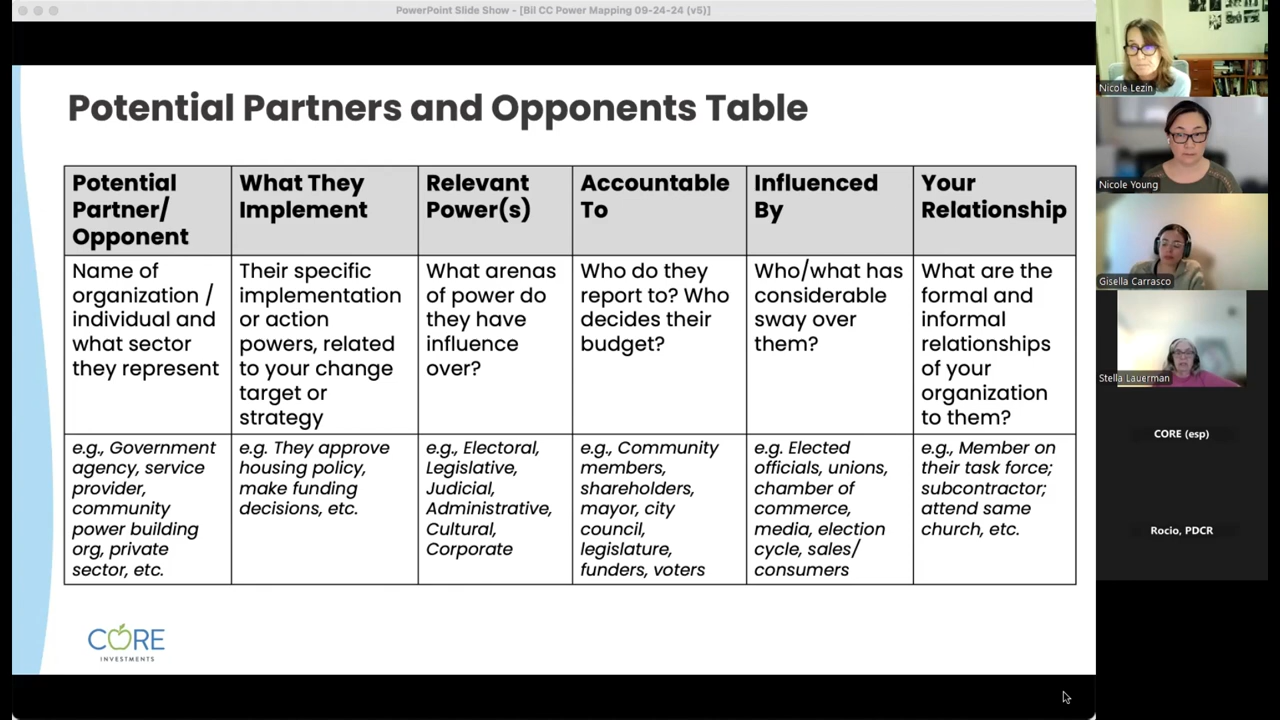 PowerPoint Slide Show - [Bil CC Power Mapping 09-24-24 (v5)]
Potential Partners and Opponents Table
Potential
Partner/
Opponent
What They
Implement
Relevant
Power(s)
Accountable
To
Influenced
By
Your
Relationship
Name of
organization /
individual and
what sector
they represent
Their specific
implementation
or action
powers, related
to your change
target or
strategy
What arenas
of power do
they have
influence
over?
Who do they
report to? Who
decides their
budget?
Who/what has
considerable
sway over
them?
What are the
formal and
informal
relationships
of your
organization
to them?
e.g., Government
agency, service
provider,
community
power building
org, private
sector, etc.
e.g. They approve
housing policy,
make funding
decisions, etc.
e.g., Electoral,
Legislative,
Judicial,
Administrative,
Cultural,
Corporate
e.g., Community
members,
shareholders,
mayor, city
council,
legislature,
funders, voters
e.g. Elected
officials, unions,
chamber of
commerce,
media, election
cycle, sales/
consumers
e.g., Member on
their task force;
subcontractor;
attend same
church, etc.
CORE
INVESTMENTS
Nicole Lezin
Nicole Young
Gisella Carrasco
Stella Lauerman
CORE (esp)
Rocio, PDCR